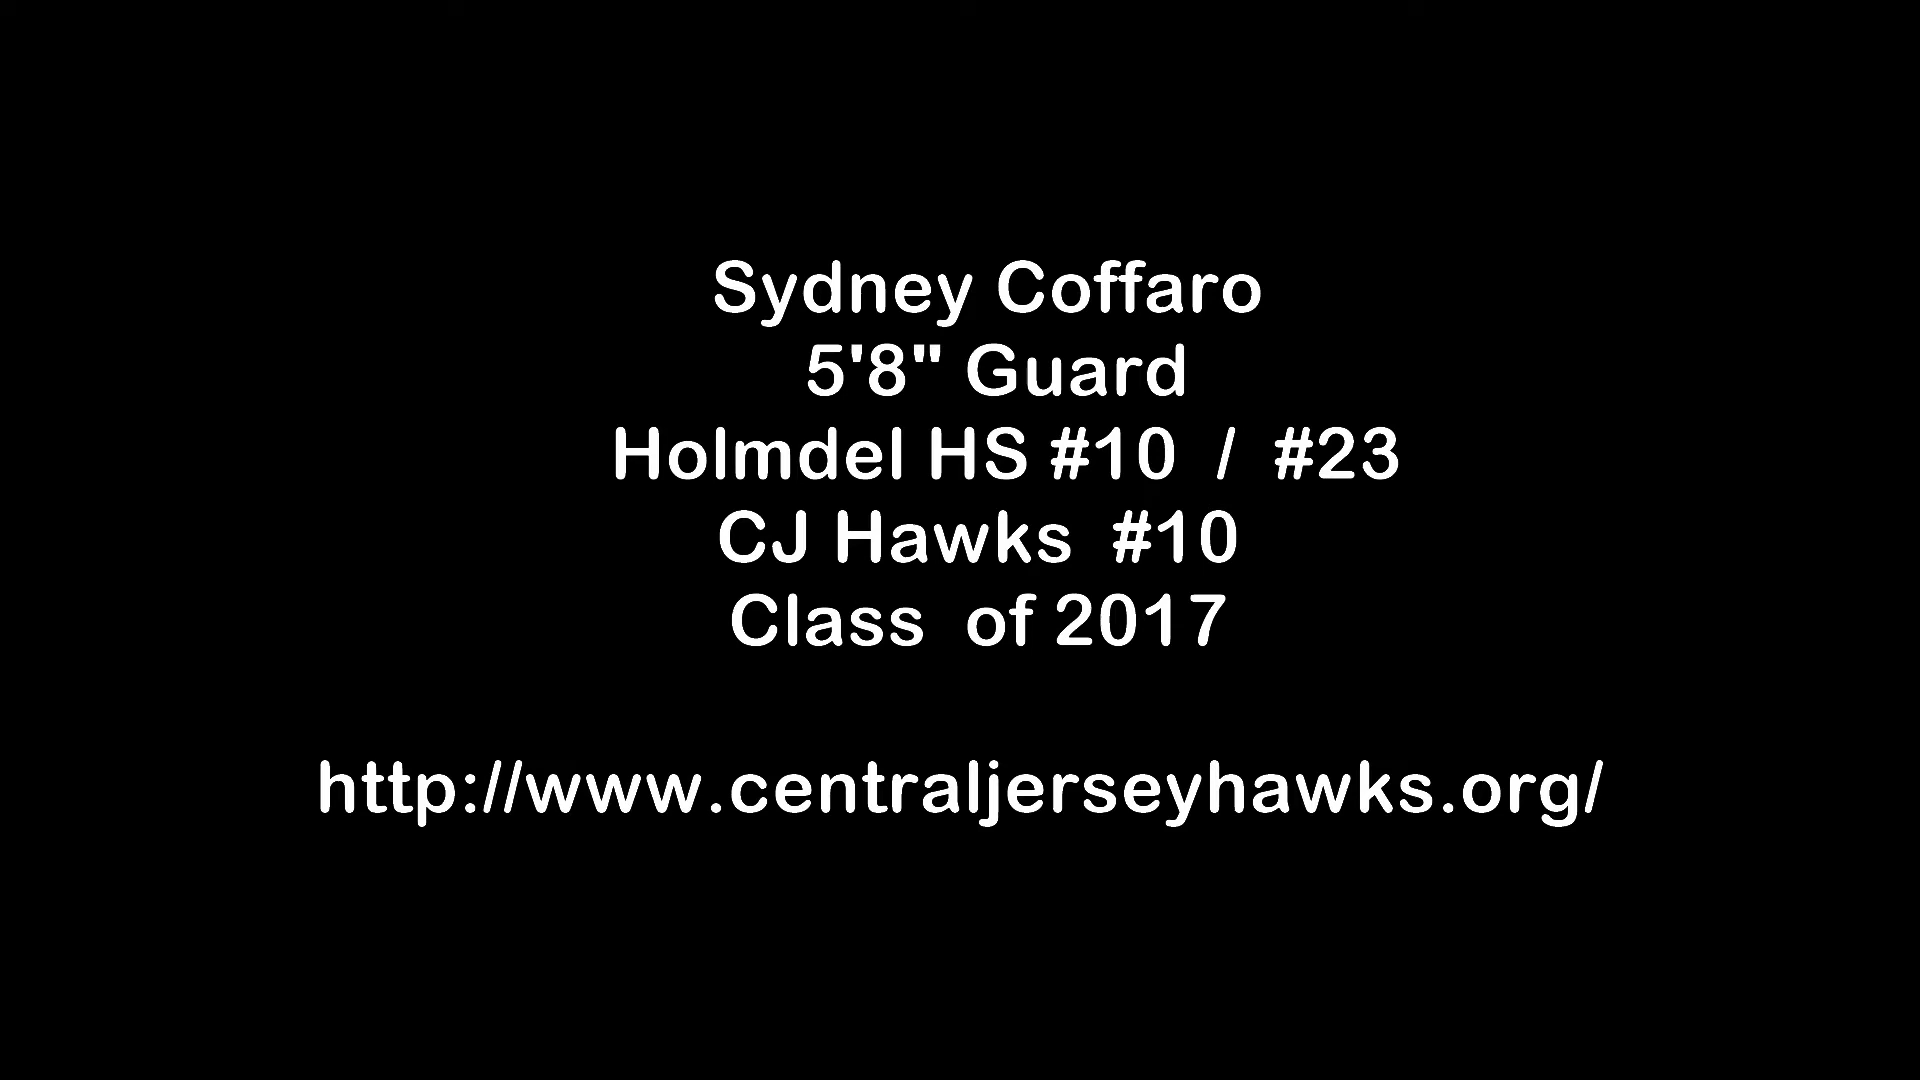 Sydney Coffaro
5'8" Guard
Holmdel HS #10 / #23
CJ Hawks #10
Class of 2017
http://www.centraljerseyhawks.org/